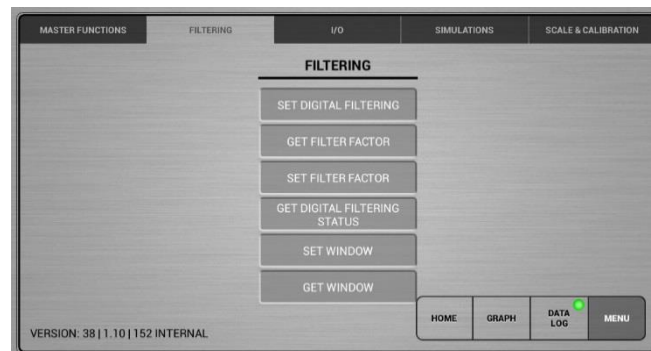 MASTER FUNCTIONS
FILTERING
I/O
SIMULATIONS
SCALE & CALIBRATION
FILTERING
SET DIGITAL FILTERING
GET FILTER FACTOR
SET FILTER FACTOR
GET DIGITAL FILTERING
STATUS
SET WINDOW
GET WINDOW
HOME
GRAPH
DATA
LOG
MENU
VERSION: 38 | 1.10 | 152 INTERNAL